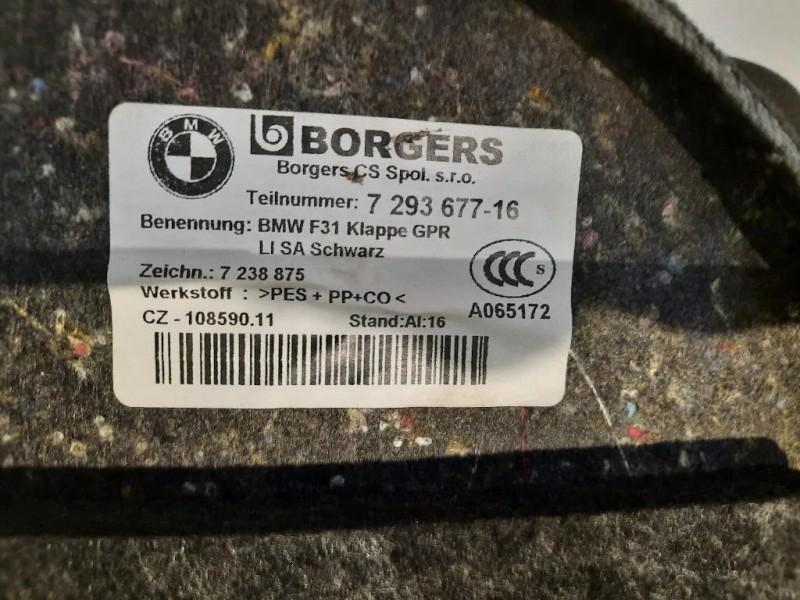 BMW
BORGERS
Borgers CS Spol. s.r.o.
Teilnummer: 7 293 677-16
Benennung: BMW F31 Klappe GPR
LI SA Schwarz
Zeichn.: 7 238 875
Werkstoff : >PES + PP+CO<
CCC S
A065172
CZ - 108590.11 Stand:AI:16